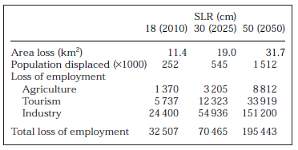 SLR (cm)
18 (2010) 30 (2025) 50 (2050)
Area loss (km²) 11.4 19.0 31.7
Population displaced (×1000) 252 545 1 512
Loss of employment
Agriculture 1 370 3 205 8 812
Tourism 5 737 12 323 33 919
Industry 24 400 54 936 151 200
Total loss of employment 32 507 70 465 195 443